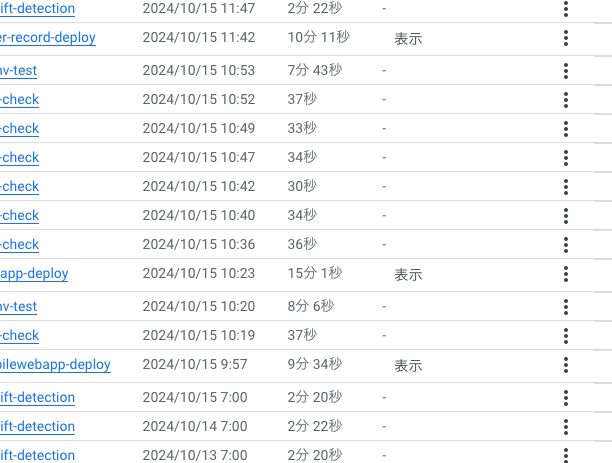 ift-detection 2024/10/15 11:47 2分 22秒 -
er-record-deploy 2024/10/15 11:42 10分 11秒 表示
nv-test 2024/10/15 10:53 7分 43秒 -
-check 2024/10/15 10:52 37秒 -
-check 2024/10/15 10:49 33秒 -
-check 2024/10/15 10:47 34秒 -
-check 2024/10/15 10:42 30秒 -
-check 2024/10/15 10:40 34秒 -
-check 2024/10/15 10:36 36秒 -
app-deploy 2024/10/15 10:23 15分 1秒 表示
nv-test 2024/10/15 10:20 8分 6秒 -
-check 2024/10/15 10:19 37秒 -
bilewebapp-deploy 2024/10/15 9:57 9分 34秒 表示
ift-detection 2024/10/15 7:00 2分 20秒 -
ift-detection 2024/10/14 7:00 2分 22秒 -
ift-detection 2024/10/13 7:00 2分 20秒 -